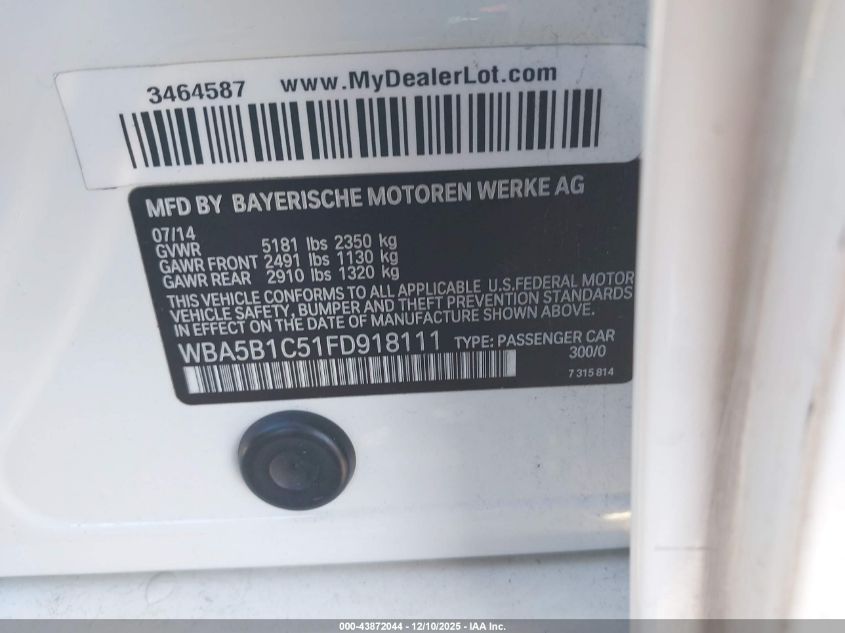 3464587 www.MyDealerLot.com
MFD BY BAYERISCHE MOTOREN WERKE AG
07/14
GVWR 5181 lbs 2350 kg
GAWR FRONT 2491 lbs 1130 kg
GAWR REAR 2910 lbs 1320 kg
THIS VEHICLE CONFORMS TO ALL APPLICABLE U.S.FEDERAL MOTOR
VEHICLE SAFETY, BUMPER AND THEFT PREVENTION STANDARDS
IN EFFECT ON THE DATE OF MANUFACTURE SHOWN ABOVE.
WBA5B1C51FD918111 TYPE: PASSENGER CAR
300/0
7 315 814
000-43872044 - 12/10/2025 - IAA Inc.